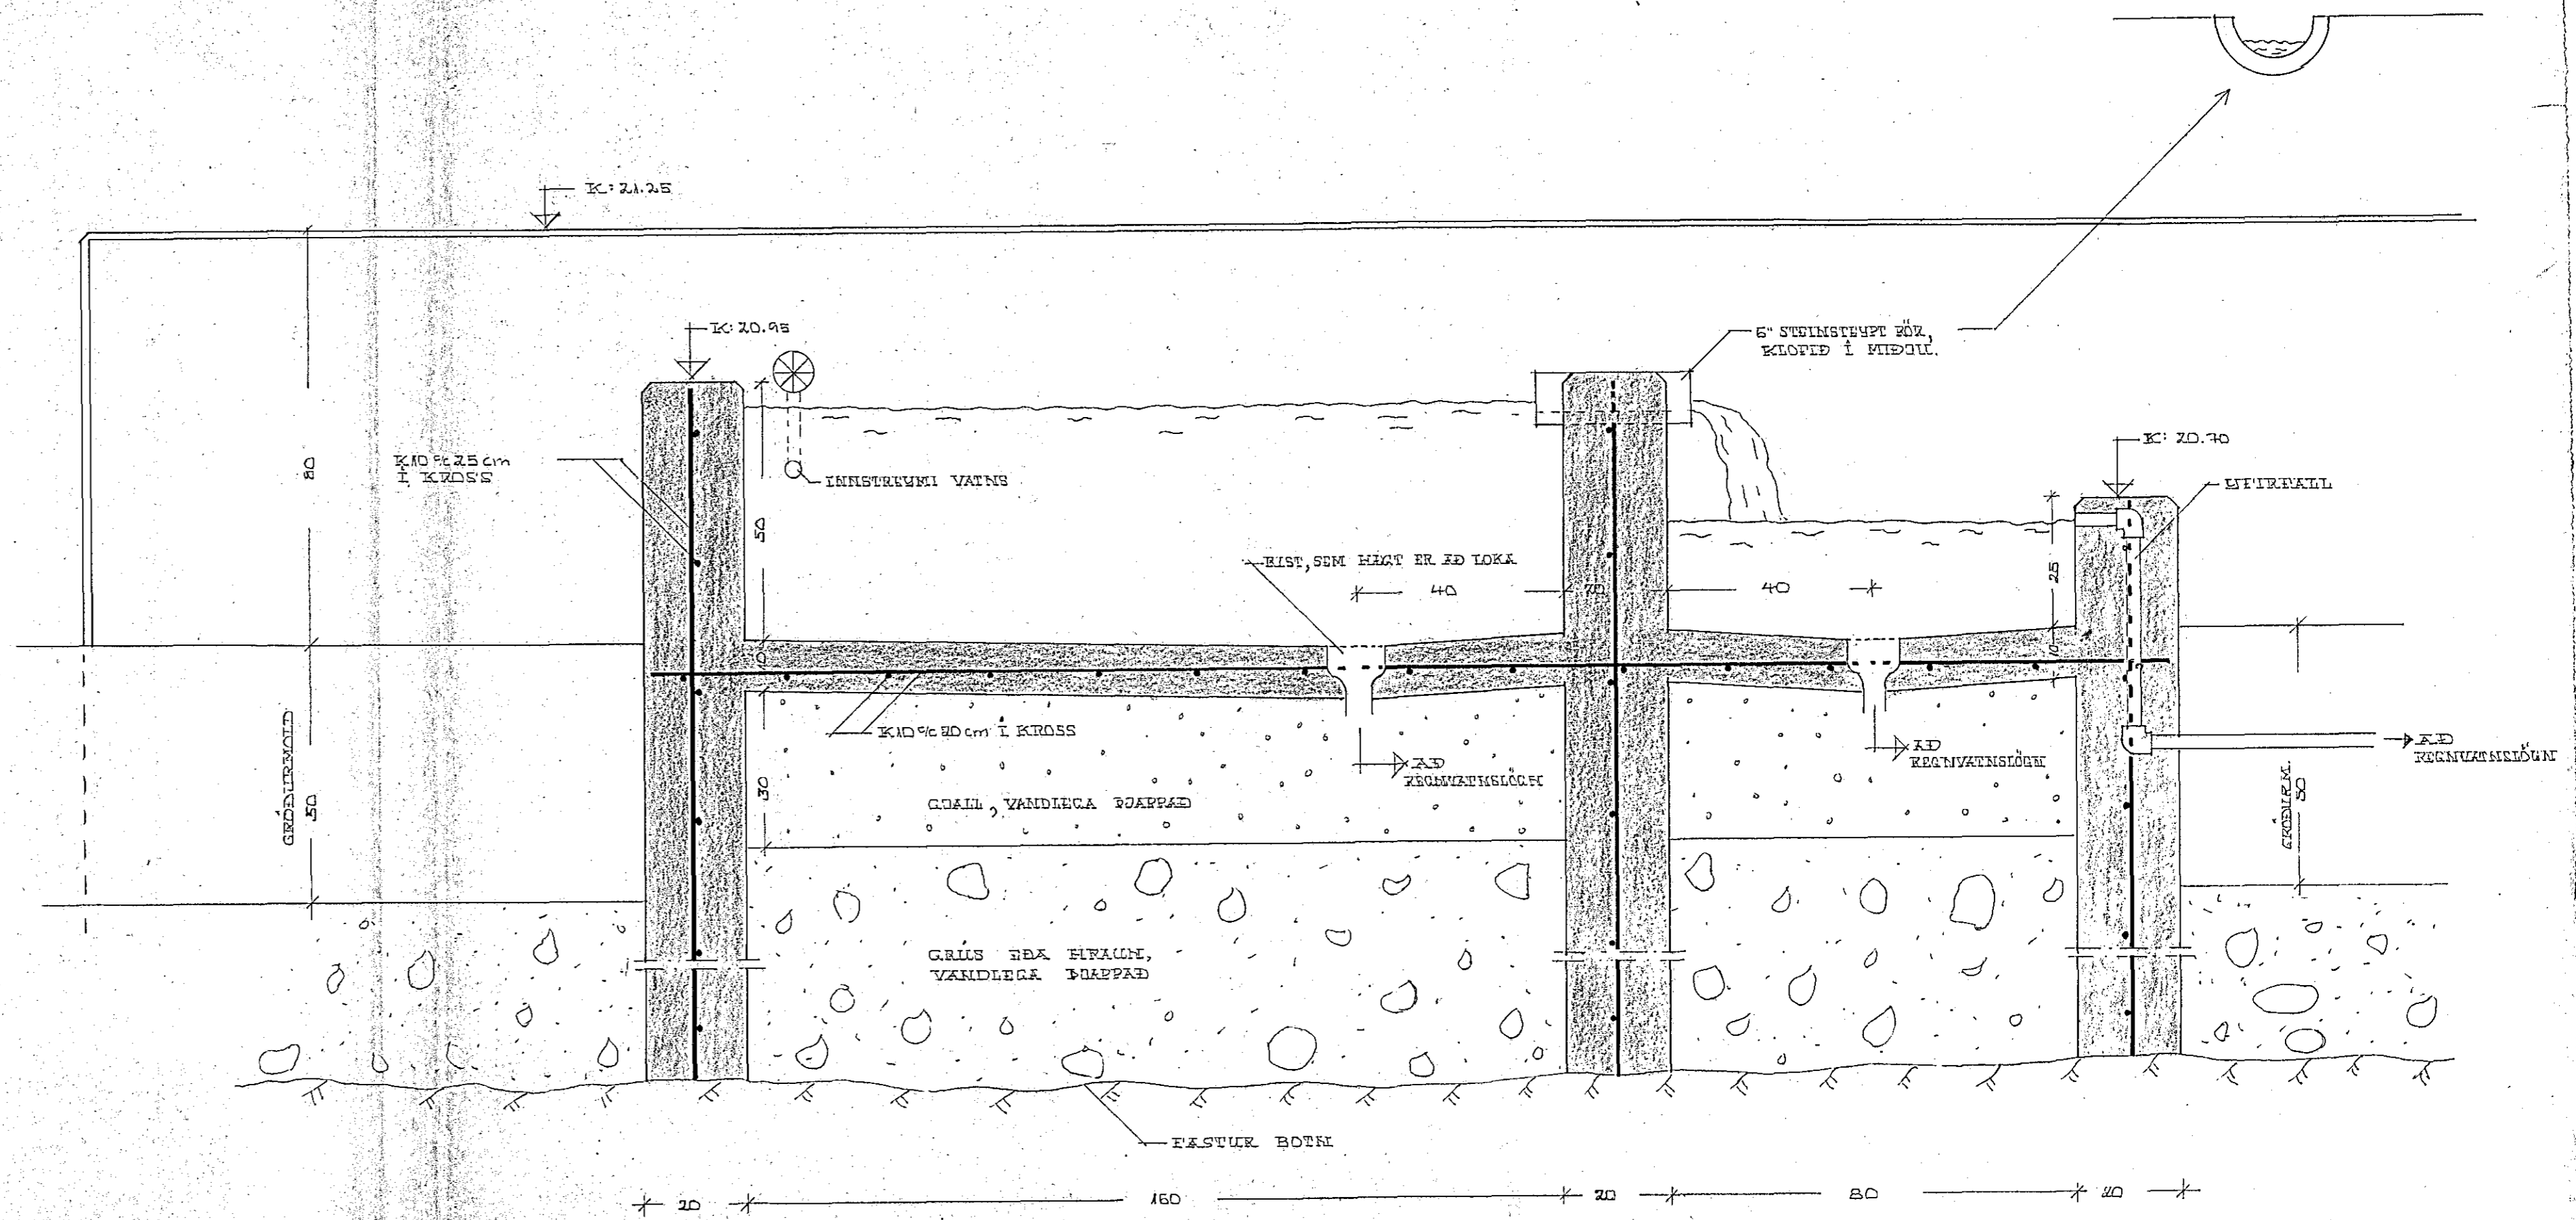 K: 21.25
K: 20.95
6" STEINSTEYPT RÖR,
KLOFIÐ Í MIÐJU.
K: 20.70
YFIRFALL
80
K10 c/c 25 cm
Í KROSS
INNSTREYMI VATNS
50
RIST, SEM HÆGT ER AÐ LOKA
40
20
40
25
10
10
K10 c/c 20 cm Í KROSS
AÐ
REGNVATNSLÖGN
AÐ
REGNVATNSLÖGN
AÐ
REGNVATNSLÖGN
GRÓÐURMOLD
50
30
GJALL, VANDLEGA ÞJAPPAÐ
GRÓÐURM.
50
GRÚS EÐA HRAUN,
VANDLEGA ÞJAPPAÐ
FASTUR BOTN
20
160
20
80
20